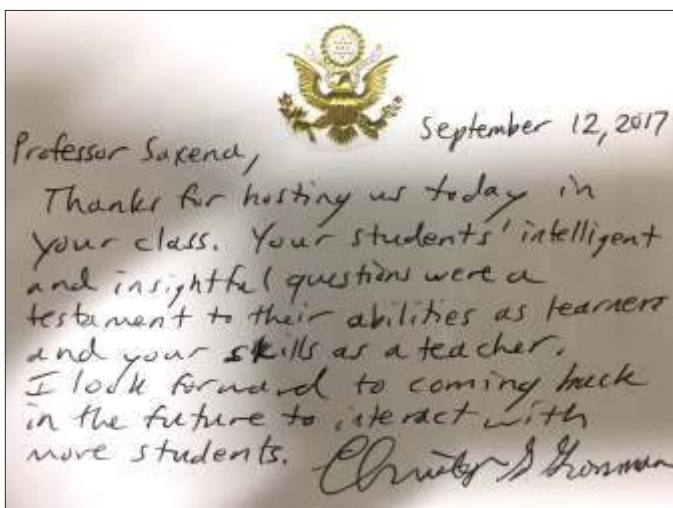 September 12, 2017
Professor Saxena,
Thanks for hosting us today in
your class. Your students' intelligent
and insightful questions were a
testament to their abilities as learners
and your skills as a teacher.
I look forward to coming back
in the future to interact with
more students.